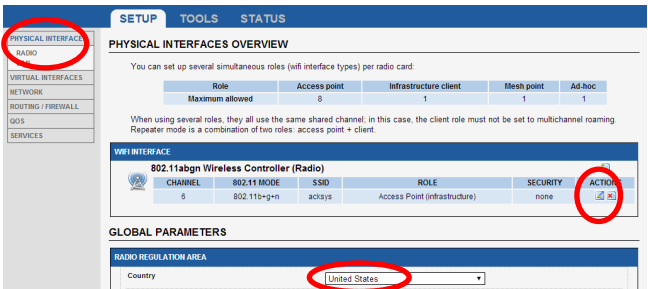 SETUP TOOLS STATUS
PHYSICAL INTERFACE
RADIO
VIRTUAL INTERFACES
NETWORK
ROUTING / FIREWALL
QOS
SERVICES
PHYSICAL INTERFACES OVERVIEW
You can set up several simultaneous roles (wifi interface types) per radio card:
Role Access point Infrastructure client Mesh point Ad-hoc
Maximum allowed 8 1 1 1
When using several roles, they all use the same shared channel; in this case, the client role must not be set to multichannel roaming.
Repeater mode is a combination of two roles: access point + client.
WIFI INTERFACE
802.11abgn Wireless Controller (Radio)
CHANNEL 802.11 MODE SSID ROLE SECURITY ACTIONS
6 802.11b+g+n acksys Access Point (infrastructure) none
GLOBAL PARAMETERS
RADIO REGULATION AREA
Country United States